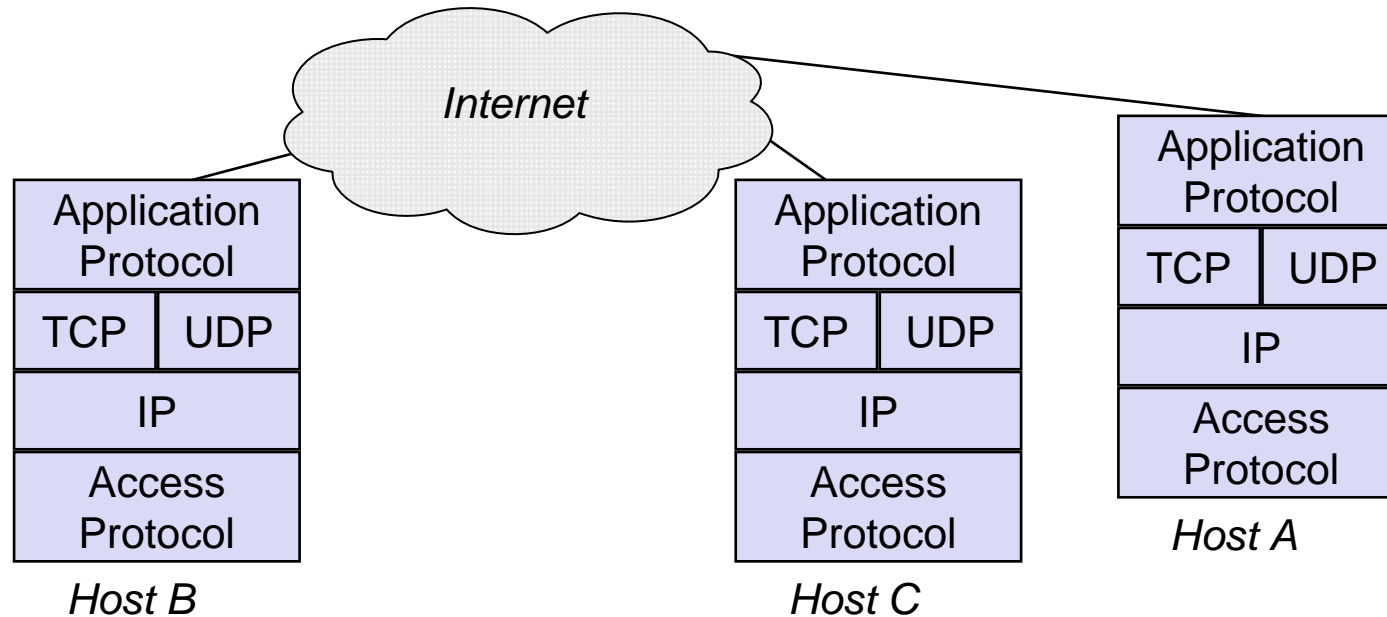 Internet
Application
Protocol
TCP
UDP
IP
Access
Protocol
Host B
Application
Protocol
TCP
UDP
IP
Access
Protocol
Host C
Application
Protocol
TCP
UDP
IP
Access
Protocol
Host A